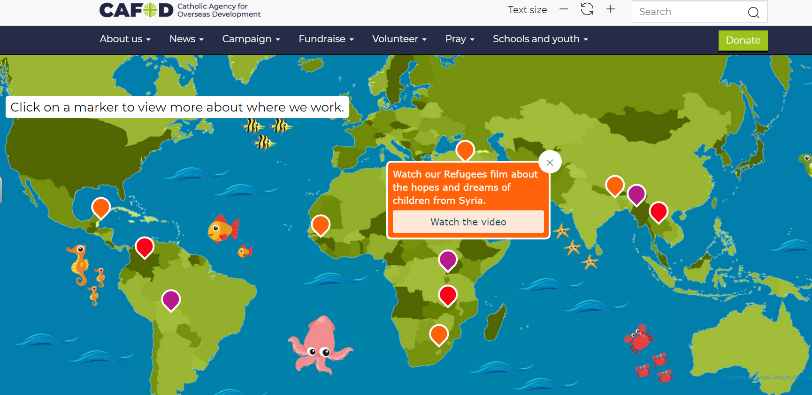 CAFOD Catholic Agency for
Overseas Development
Text size
Search
About us
News
Campaign
Fundraise
Volunteer
Pray
Schools and youth
Donate
Click on a marker to view more about where we work.
Watch our Refugees film about
the hopes and dreams of
children from Syria.
Watch the video